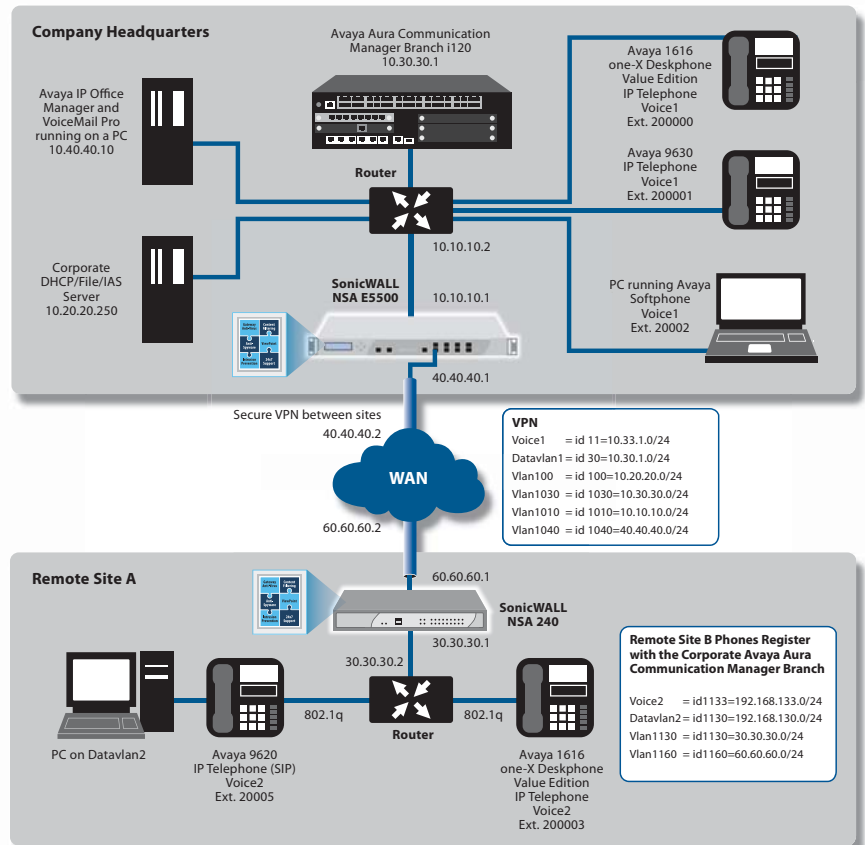 Company Headquarters
Avaya Aura Communication
Manager Branch i120
10.30.30.1
Avaya IP Office
Manager and
VoiceMail Pro
running on a PC
10.40.40.10
Avaya 1616
one-X Deskphone
Value Edition
IP Telephone
Voice1
Ext. 200000
Router
Avaya 9630
IP Telephone
Voice1
Ext. 200001
10.10.10.2
Corporate
DHCP/File/IAS
Server
10.20.20.250
SonicWALL
NSA E5500
10.10.10.1
PC running Avaya
Softphone
Voice1
Ext. 20002
40.40.40.1
Secure VPN between sites
40.40.40.2
WAN
60.60.60.2
VPN
Voice1 = id 11=10.33.1.0/24
Datavlan1 = id 30=10.30.1.0/24
Vlan100 = id 100=10.20.20.0/24
Vlan1030 = id 1030=10.30.30.0/24
Vlan1010 = id 1010=10.10.10.0/24
Vlan1040 = id 1040=40.40.40.0/24
Remote Site A
60.60.60.1
SonicWALL
NSA 240
30.30.30.1
30.30.30.2
802.1q
Router
802.1q
PC on Datavlan2
Avaya 9620
IP Telephone (SIP)
Voice2
Ext. 20005
Avaya 1616
one-X Deskphone
Value Edition
IP Telephone
Voice2
Ext. 200003
Remote Site B Phones Register
with the Corporate Avaya Aura
Communication Manager Branch
Voice2 = id1133=192.168.133.0/24
Datavlan2 = id1130=192.168.130.0/24
Vlan1130 = id1130=30.30.30.0/24
Vlan1160 = id1160=60.60.60.0/24